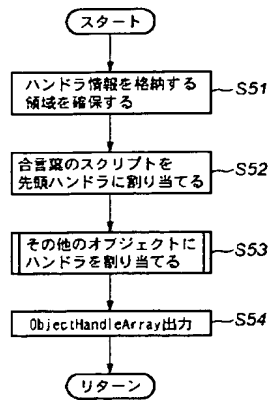 スタート
ハンドラ情報を格納する
領域を確保する
S51
合言葉のスクリプトを
先頭ハンドラに割り当てる
S52
その他のオブジェクトに
ハンドラを割り当てる
S53
ObjectHandleArray出力
S54
リターン